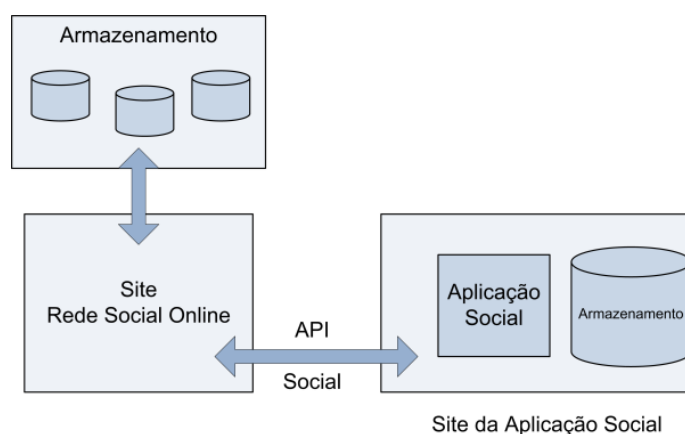 Armazenamento
Site
Rede Social Online
API
Social
Aplicação
Social
Armazenamento
Site da Aplicação Social